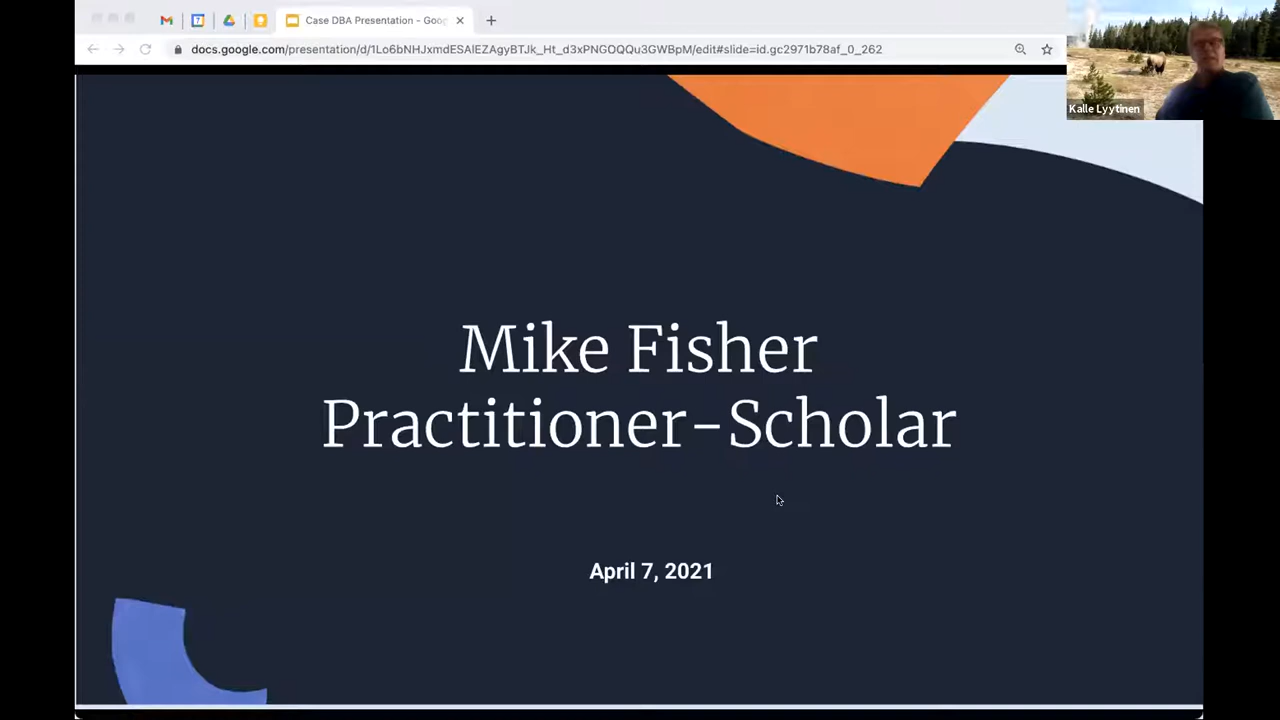 Case DBA Presentation - Goog
docs.google.com/presentation/d/1Lo6bNHJxmdESAlEZAgyBTJk_Ht_d3xPNGOQQu3GWBpM/edit#slide=id.gc2971b78af_0_262
Kalle Lyytinen
Mike Fisher
Practitioner-Scholar
April 7, 2021